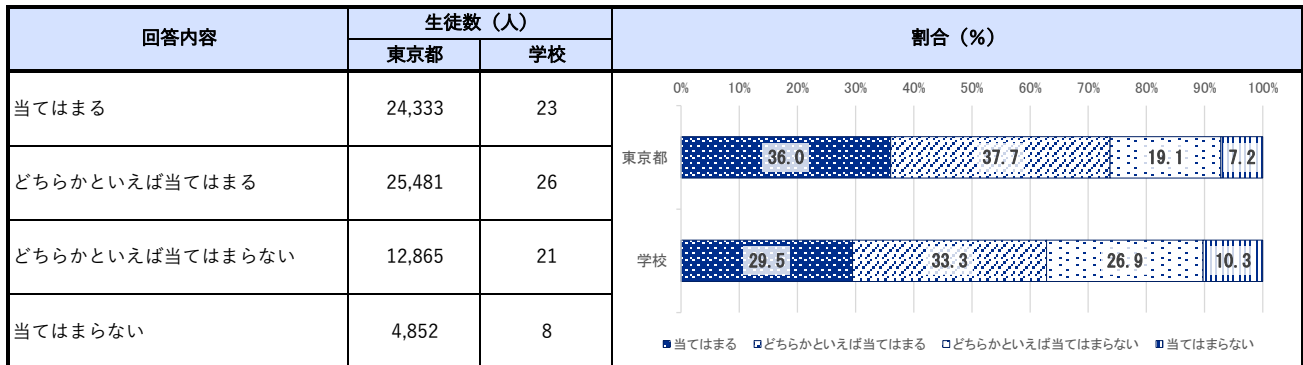 回答内容
生徒数（人）
割合（%）
東京都 学校
当てはまる 24,333 23
どちらかといえば当てはまる 25,481 26
どちらかといえば当てはまらない 12,865 21
当てはまらない 4,852 8
0% 10% 20% 30% 40% 50% 60% 70% 80% 90% 100%
東京都 36.0 37.7 19.1 7.2
学校 29.5 33.3 26.9 10.3
当てはまる どちらかといえば当てはまる どちらかといえば当てはまらない 当てはまらない